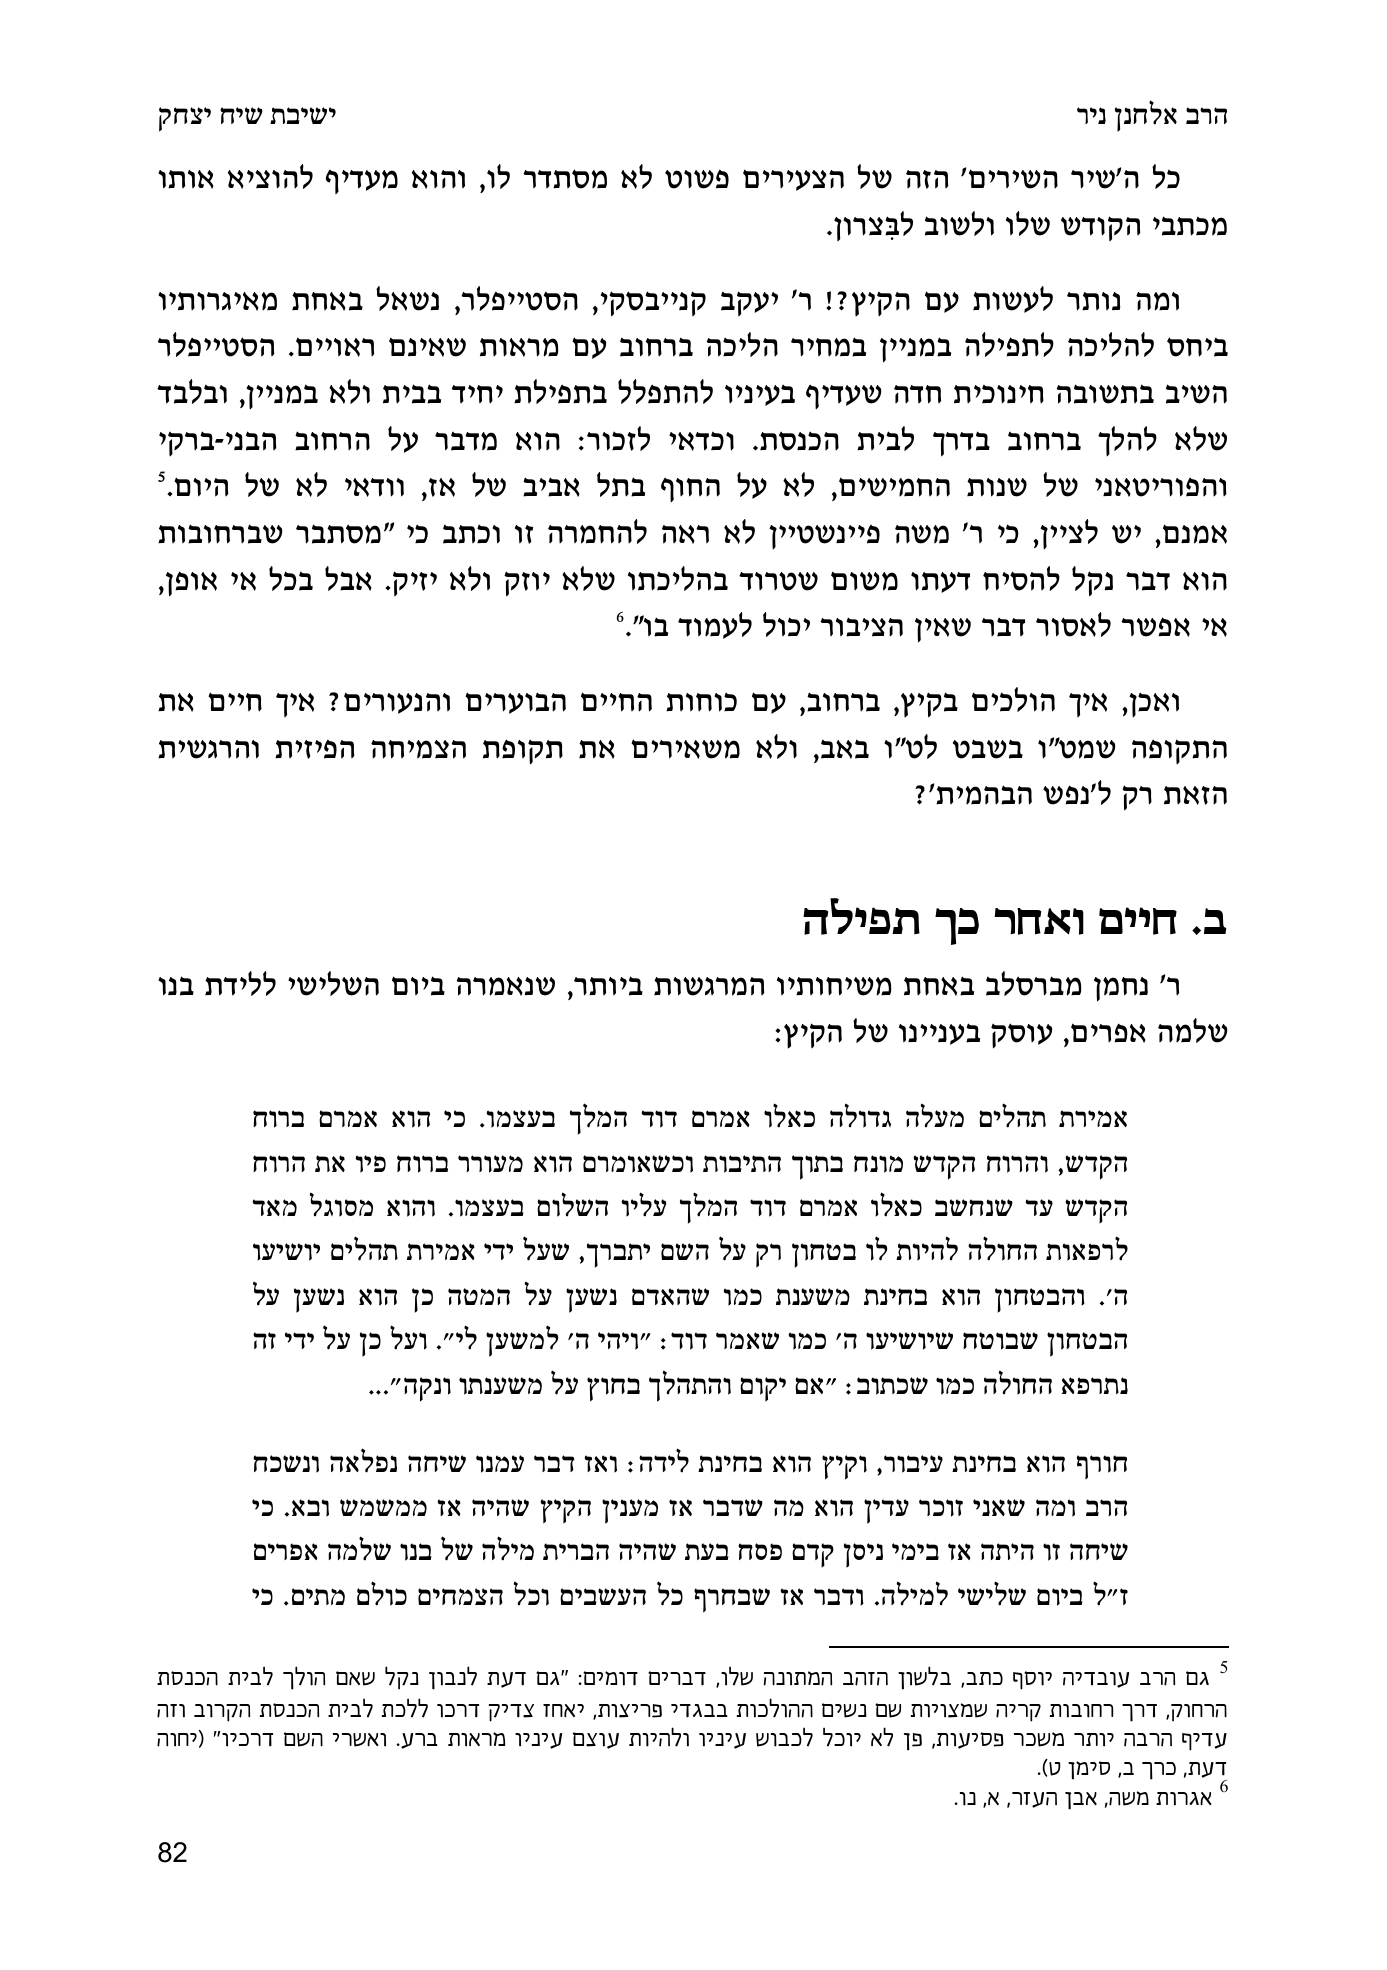 הרב אלחנן ניר
ישיבת שיח יצחק
כל ה'שיר השירים' הזה של הצעירים פשוט לא מסתדר לו, והוא מעדיף להוציא אותו
מכתבי הקודש שלו ולשוב לבִּצרון.
ומה נותר לעשות עם הקיץ?! ר' יעקב קנייבסקי, הסטייפלר, נשאל באחת מאיגרותיו
ביחס להליכה לתפילה במניין במחיר הליכה ברחוב עם מראות שאינם ראויים. הסטייפלר
השיב בתשובה חינוכית חדה שעדיף בעיניו להתפלל בתפילת יחיד בבית ולא במניין, ובלבד
שלא להלך ברחוב בדרך לבית הכנסת. וכדאי לזכור: הוא מדבר על הרחוב הבני-ברקי
והפוריטאני של שנות החמישים, לא על החוף בתל אביב של אז, וודאי לא של היום.5
אמנם, יש לציין, כי ר' משה פיינשטיין לא ראה להחמרה זו וכתב כי "מסתבר שברחובות
הוא דבר נקל להסיח דעתו משום שטרוד בהליכתו שלא יוזק ולא יזיק. אבל בכל אי אופן,
אי אפשר לאסור דבר שאין הציבור יכול לעמוד בו".6
ואכן, איך הולכים בקיץ, ברחוב, עם כוחות החיים הבוערים והנעורים? איך חיים את
התקופה שמט"ו בשבט לט"ו באב, ולא משאירים את תקופת הצמיחה הפיזית והרגשית
הזאת רק ל'נפש הבהמית'?
ב. חיים ואחר כך תפילה
ר' נחמן מברסלב באחת משיחותיו המרגשות ביותר, שנאמרה ביום השלישי ללידת בנו
שלמה אפרים, עוסק בעניינו של הקיץ:
אמירת תהלים מעלה גדולה כאלו אמרם דוד המלך בעצמו. כי הוא אמרם ברוח
הקדש, והרוח הקדש מונח בתוך התיבות וכשאומרם הוא מעורר ברוח פיו את הרוח
הקדש עד שנחשב כאלו אמרם דוד המלך עליו השלום בעצמו. והוא מסוגל מאד
לרפאות החולה להיות לו בטחון רק על השם יתברך, שעל ידי אמירת תהלים יושיעו
ה'. והבטחון הוא בחינת משענת כמו שהאדם נשען על המטה כן הוא נשען על
הבטחון שבוטח שיושיעו ה' כמו שאמר דוד: "ויהי ה' למשען לי". ועל כן על ידי זה
נתרפא החולה כמו שכתוב: "אם יקום והתהלך בחוץ על משענתו ונקה"...
חורף הוא בחינת עיבור, וקיץ הוא בחינת לידה: ואז דבר עמנו שיחה נפלאה ונשכח
הרב ומה שאני זוכר עדין הוא מה שדבר אז מענין הקיץ שהיה אז ממשמש ובא. כי
שיחה זו היתה אז בימי ניסן קדם פסח בעת שהיה הברית מילה של בנו שלמה אפרים
ז"ל ביום שלישי למילה. ודבר אז שבחרף כל העשבים וכל הצמחים כולם מתים. כי
5 גם הרב עובדיה יוסף כתב, בלשון הזהב המתונה שלו, דברים דומים: "גם דעת לנבון נקל שאם הולך לבית הכנסת
הרחוק, דרך רחובות קריה שמצויות שם נשים ההולכות בבגדי פריצות, יאחז צדיק דרכו ללכת לבית הכנסת הקרוב וזה
עדיף הרבה יותר משכר פסיעות, פן לא יוכל לכבוש עיניו ולהיות עוצם עיניו מראות ברע. ואשרי השם דרכיו" (יחוה
דעת, כרך ב, סימן ט).
6 אגרות משה, אבן העזר, א, נו.
82